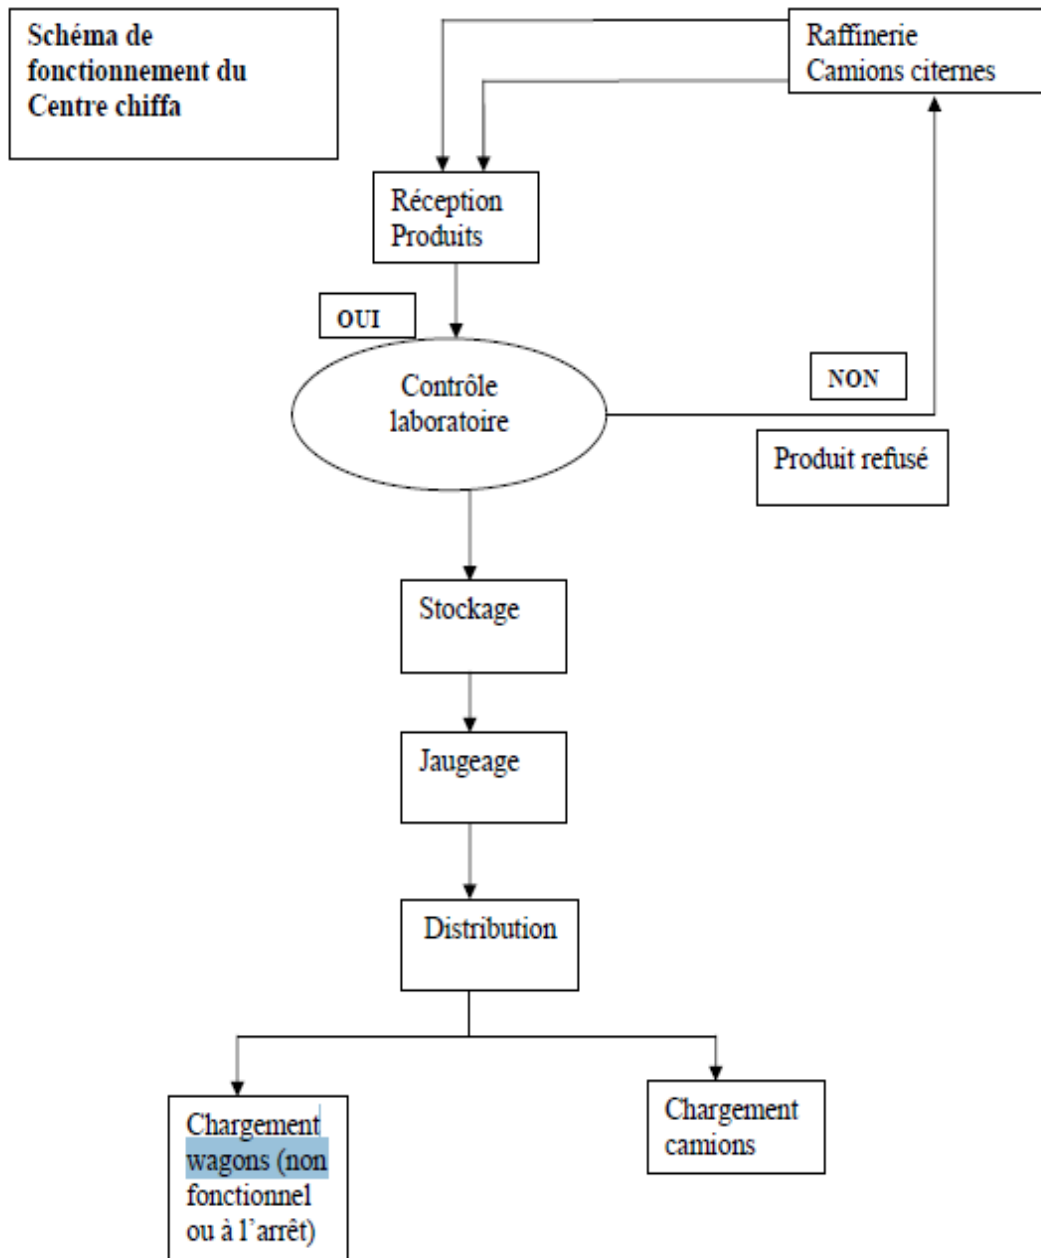 Schéma de
fonctionnement du
Centre chiffa
Raffinerie
Camions citernes
Réception
Produits
OUI
Contrôle
laboratoire
NON
Produit refusé
Stockage
Jaugeage
Distribution
Chargement
wagons (non
fonctionnel
ou à l'arrêt)
Chargement
camions